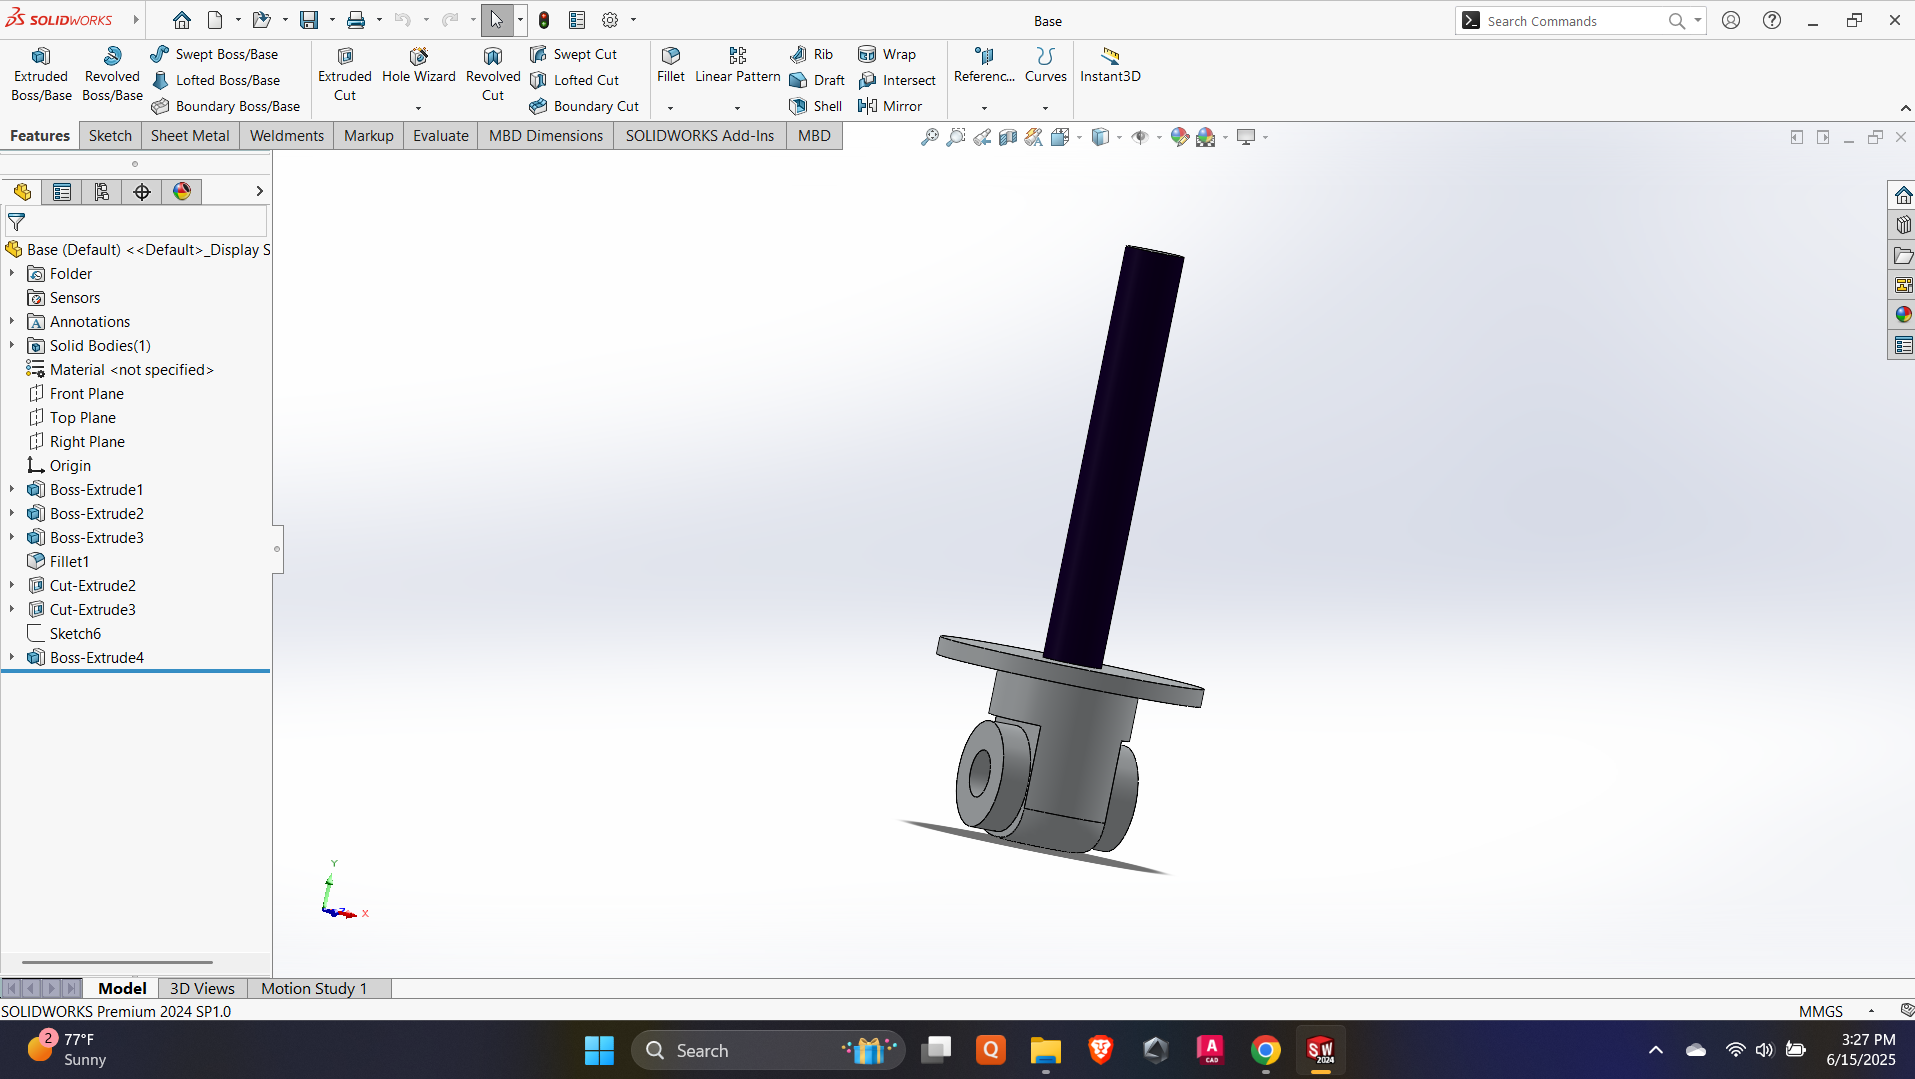 SOLIDWORKS
Base
Search Commands
Extruded Boss/Base
Revolved Boss/Base
Swept Boss/Base
Lofted Boss/Base
Boundary Boss/Base
Extruded Cut
Hole Wizard
Revolved Cut
Swept Cut
Lofted Cut
Boundary Cut
Fillet
Linear Pattern
Rib
Draft
Shell
Wrap
Intersect
Mirror
Referenc...
Curves
Instant3D
Features
Sketch
Sheet Metal
Weldments
Markup
Evaluate
MBD Dimensions
SOLIDWORKS Add-Ins
MBD
Base (Default) <<Default>_Display S
Folder
Sensors
Annotations
Solid Bodies(1)
Material <not specified>
Front Plane
Top Plane
Right Plane
Origin
Boss-Extrude1
Boss-Extrude2
Boss-Extrude3
Fillet1
Cut-Extrude2
Cut-Extrude3
Sketch6
Boss-Extrude4
Y
Z
X
Model
3D Views
Motion Study 1
SOLIDWORKS Premium 2024 SP1.0
MMGS
2
77°F
Sunny
Search
Q
A
CAD
SW
2024
3:27 PM
6/15/2025